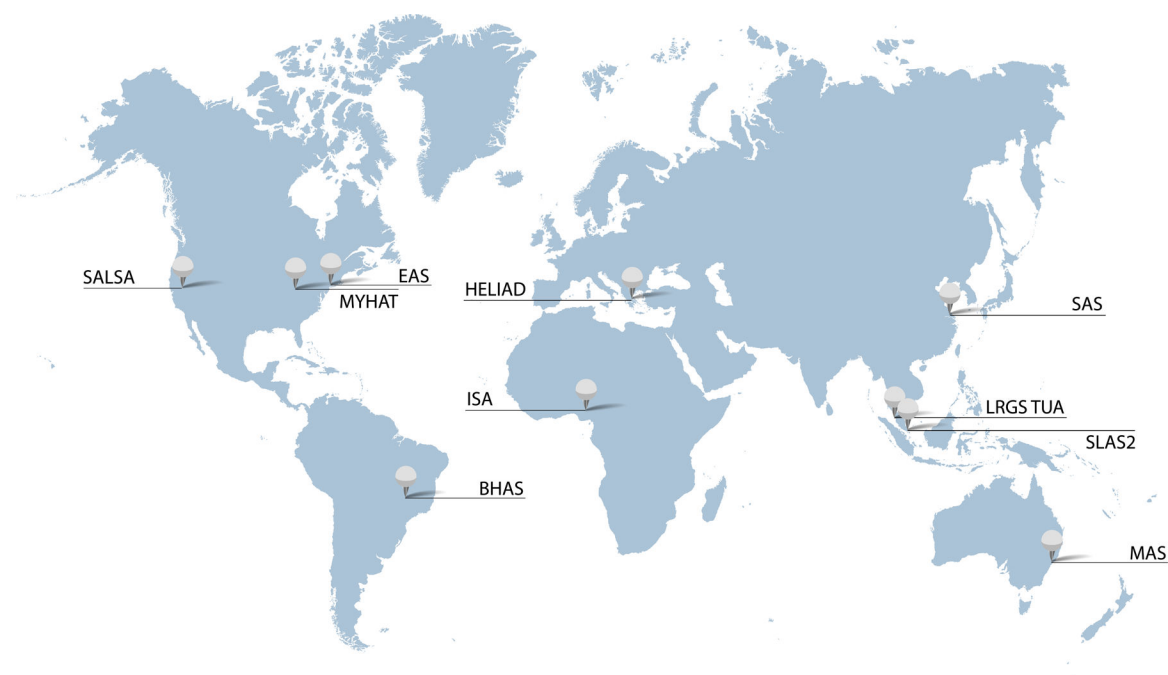 SALSA
EAS
MYHAT
HELIAD
SAS
ISA
LRGS TUA
SLAS2
BHAS
MAS